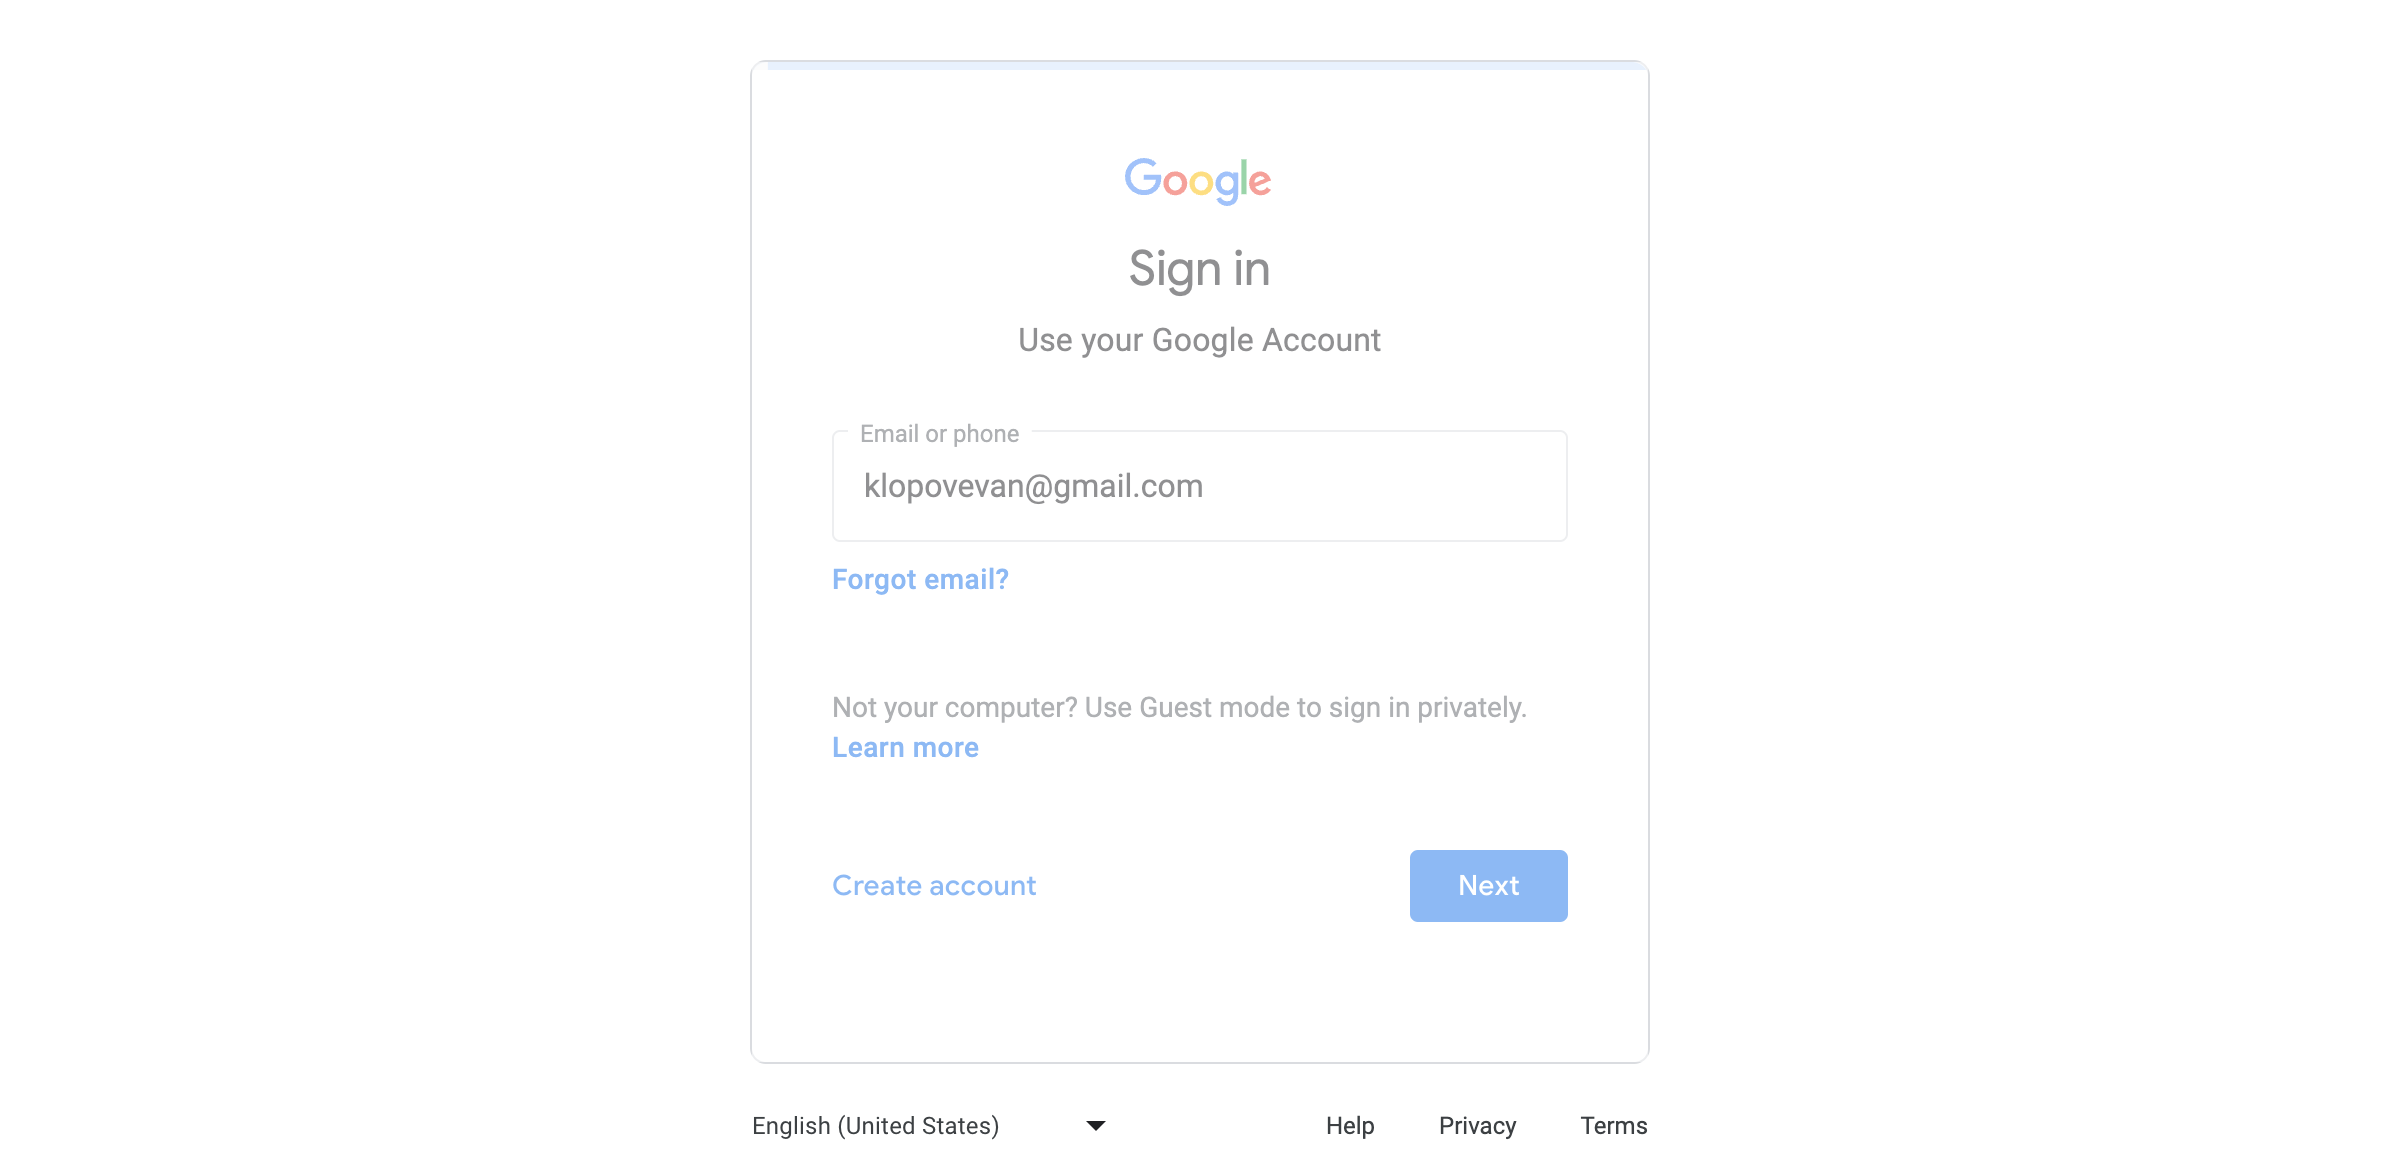 Google
Sign in
Use your Google Account
Email or phone
klopovevan@gmail.com
Forgot email?
Not your computer? Use Guest mode to sign in privately.
Learn more
Create account
Next
English (United States)
Help
Privacy
Terms